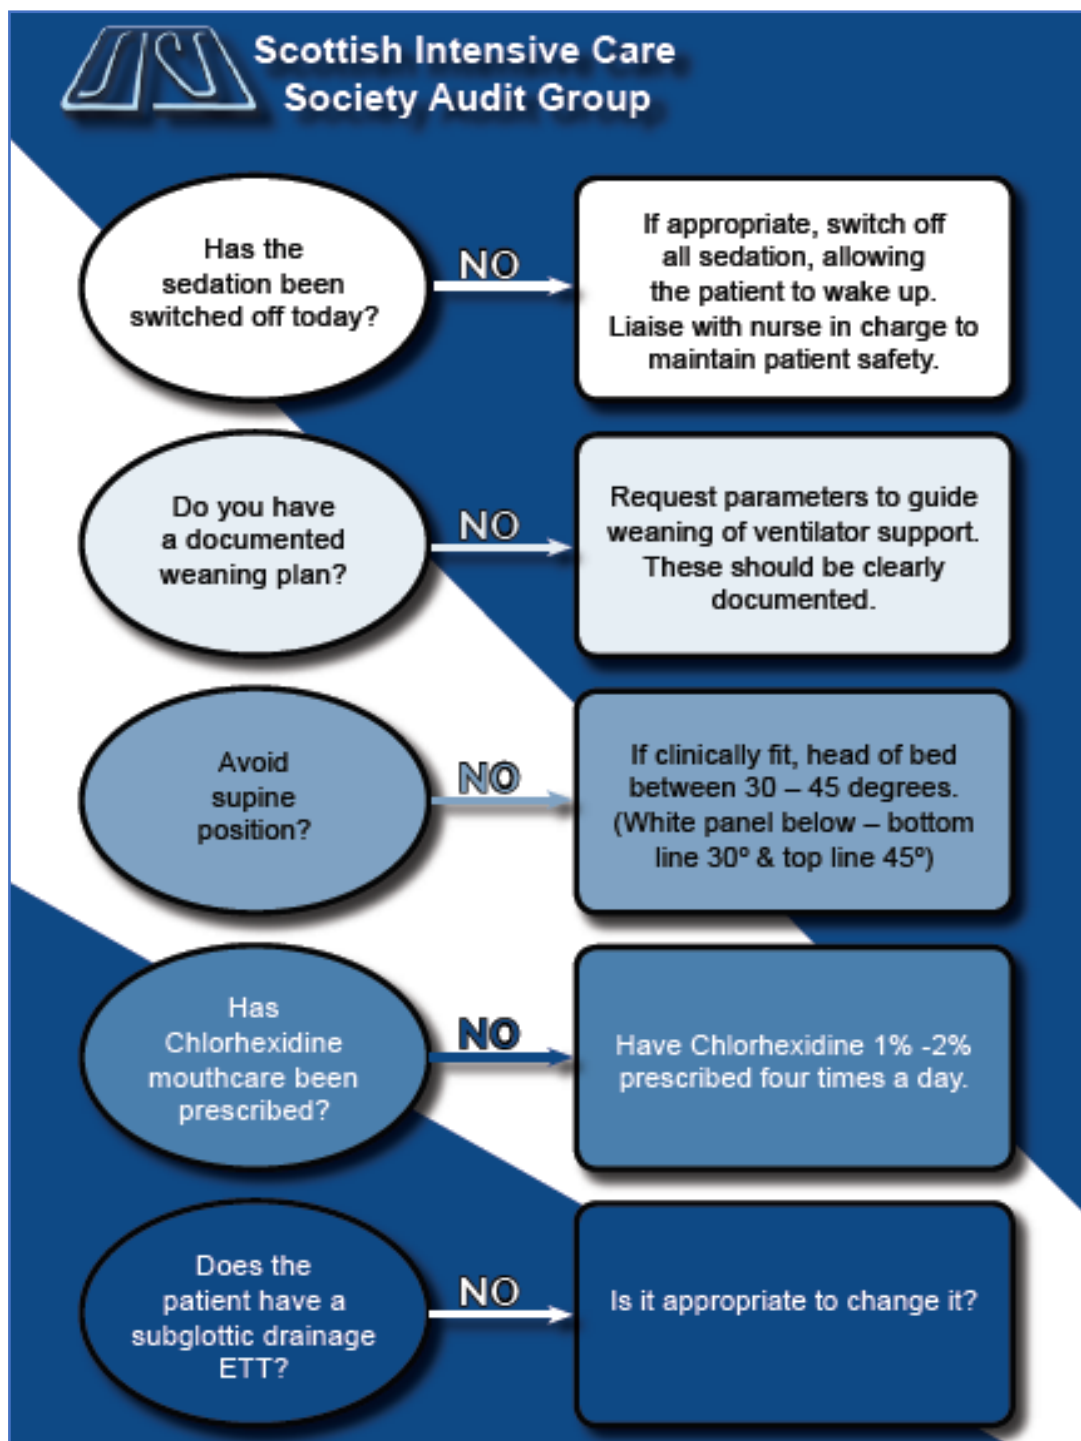 Scottish Intensive Care
Society Audit Group
Has the
sedation been
switched off today?
NO
If appropriate, switch off
all sedation, allowing
the patient to wake up.
Liaise with nurse in charge to
maintain patient safety.
Do you have
a documented
weaning plan?
NO
Request parameters to guide
weaning of ventilator support.
These should be clearly
documented.
Avoid
supine
position?
NO
If clinically fit, head of bed
between 30 – 45 degrees.
(White panel below – bottom
line 30º & top line 45º)
Has
Chlorhexidine
mouthcare been
prescribed?
NO
Have Chlorhexidine 1% -2%
prescribed four times a day.
Does the
patient have a
subglottic drainage
ETT?
NO
Is it appropriate to change it?